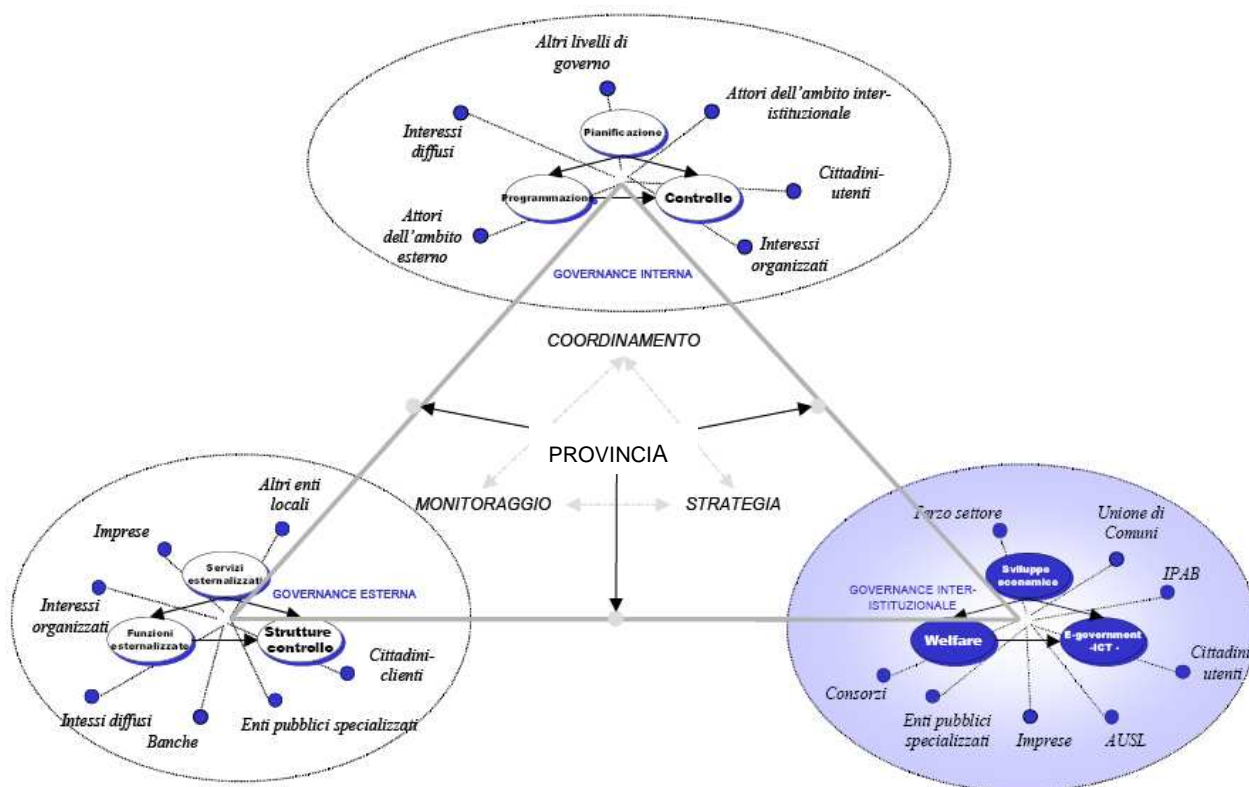 Altri livelli di
governo
Attori dell'ambito inter-
istituzionale
Interessi
diffusi
Pianificazione
Cittadini-
utenti
Programmazione
Controllo
Attori
dell'ambito
esterno
Interessi
organizzati
GOVERNANCE INTERNA
COORDINAMENTO
PROVINCIA
MONITORAGGIO
STRATEGIA
Altri enti
locali
Imprese
Servizi
esternalizzati
Interessi
organizzati
GOVERNANCE ESTERNA
Funzioni
esternalizzate
Strutture
controllo
Cittadini-
clienti
Intessi diffusi
Banche
Enti pubblici specializzati
Terzo settore
Unione di
Comuni
Sviluppo
economico
IPAB
GOVERNANCE INTER-
ISTITUZIONALE
Welfare
E-government
-ICT -
Cittadini
utenti/
Consorzi
Enti pubblici
specializzati
Imprese
AUSL